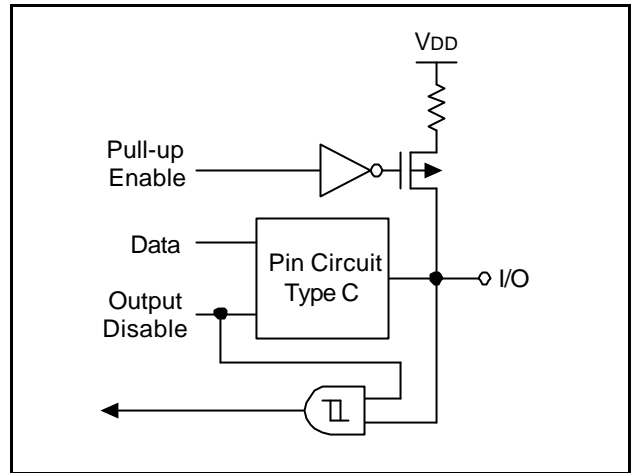 VDD
Pull-up
Enable
Data
Pin Circuit
Type C
I/O
Output
Disable